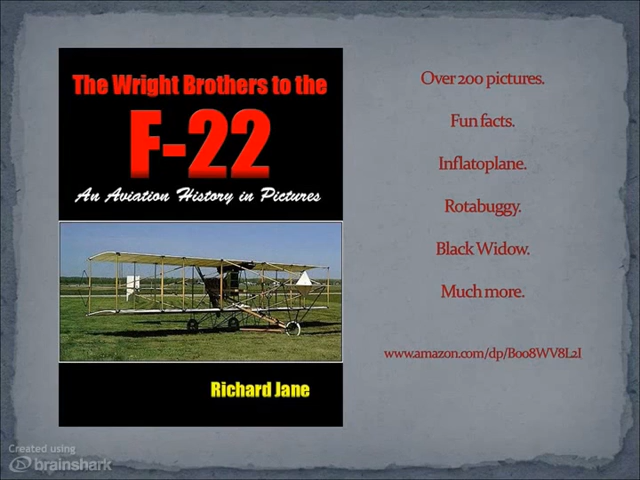 The Wright Brothers to the
F-22
An Aviation History in Pictures
Richard Jane
Over 200 pictures.
Fun facts.
Inflatoplane.
Rotabuggy.
Black Widow.
Much more.
www.amazon.com/dp/B008WV8L2I
Created using
brainshark